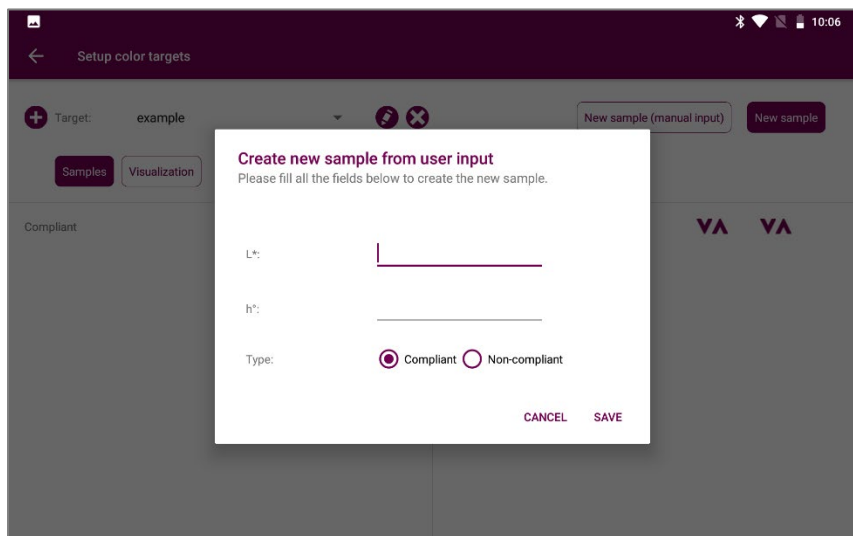 10:06
Setup color targets
Target: example
New sample (manual input)
New sample
Samples
Visualization
Compliant
Create new sample from user input
Please fill all the fields below to create the new sample.
L*:
h°:
Type: Compliant Non-compliant
CANCEL SAVE